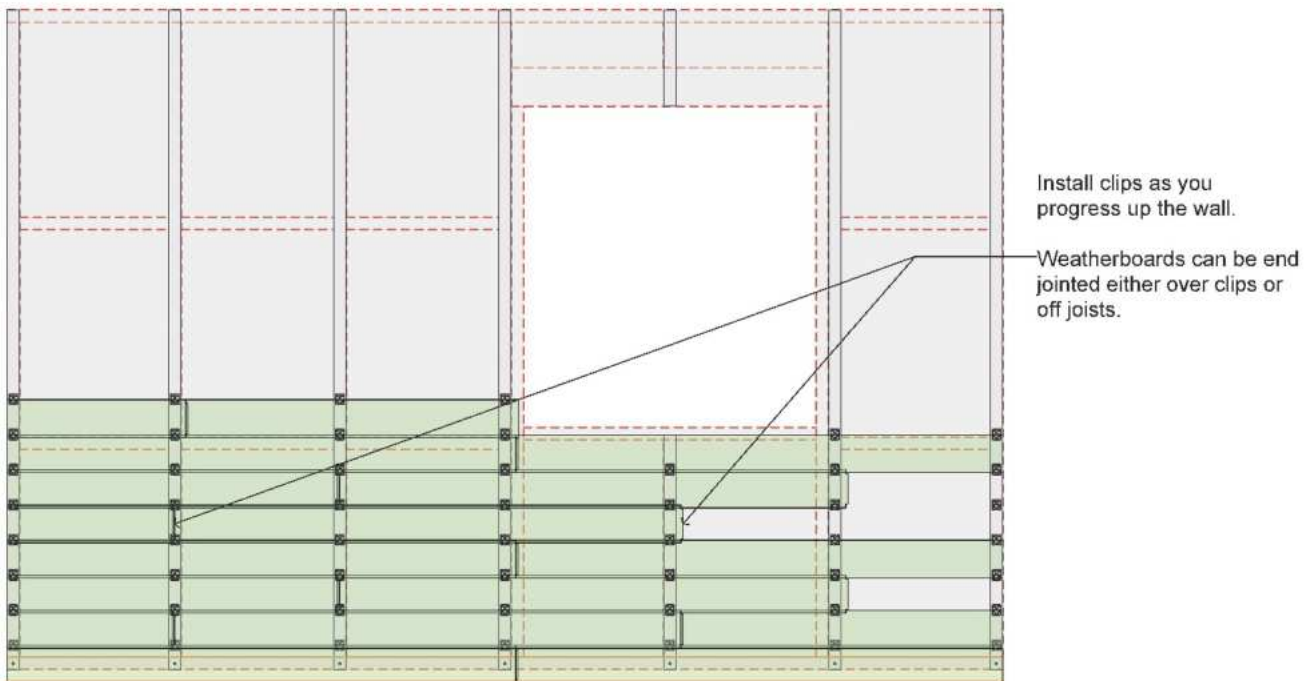 Install clips as you
progress up the wall.
Weatherboards can be end
jointed either over clips or
off joists.